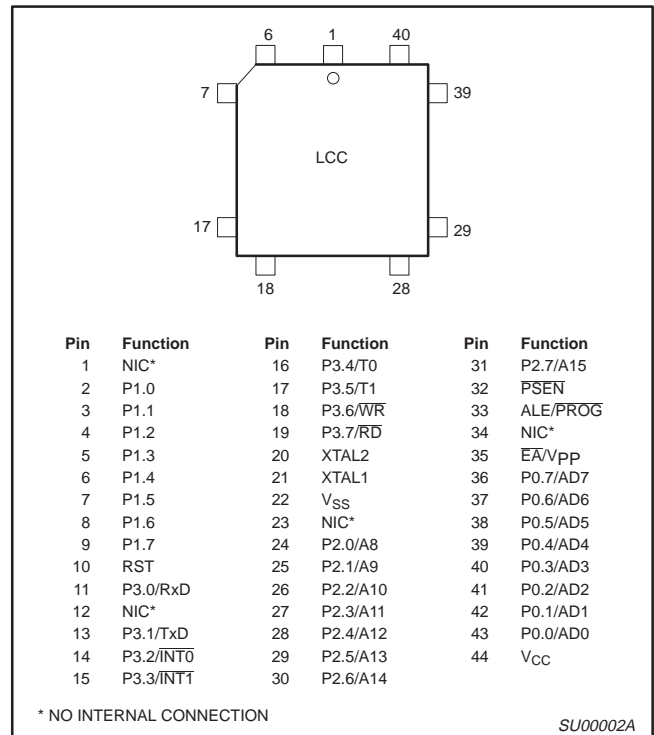 6 1 40
7 39
LCC
17 29
18 28
Pin Function Pin Function Pin Function
1 NIC* 16 P3.4/T0 31 P2.7/A15
2 P1.0 17 P3.5/T1 32 P̅S̅E̅N̅
3 P1.1 18 P3.6/W̅R̅ 33 ALE/P̅R̅O̅G̅
4 P1.2 19 P3.7/R̅D̅ 34 NIC*
5 P1.3 20 XTAL2 35 E̅A̅/VPP
6 P1.4 21 XTAL1 36 P0.7/AD7
7 P1.5 22 VSS 37 P0.6/AD6
8 P1.6 23 NIC* 38 P0.5/AD5
9 P1.7 24 P2.0/A8 39 P0.4/AD4
10 RST 25 P2.1/A9 40 P0.3/AD3
11 P3.0/RxD 26 P2.2/A10 41 P0.2/AD2
12 NIC* 27 P2.3/A11 42 P0.1/AD1
13 P3.1/TxD 28 P2.4/A12 43 P0.0/AD0
14 P3.2/I̅N̅T̅0̅ 29 P2.5/A13 44 VCC
15 P3.3/I̅N̅T̅1̅ 30 P2.6/A14
* NO INTERNAL CONNECTION
SU00002A